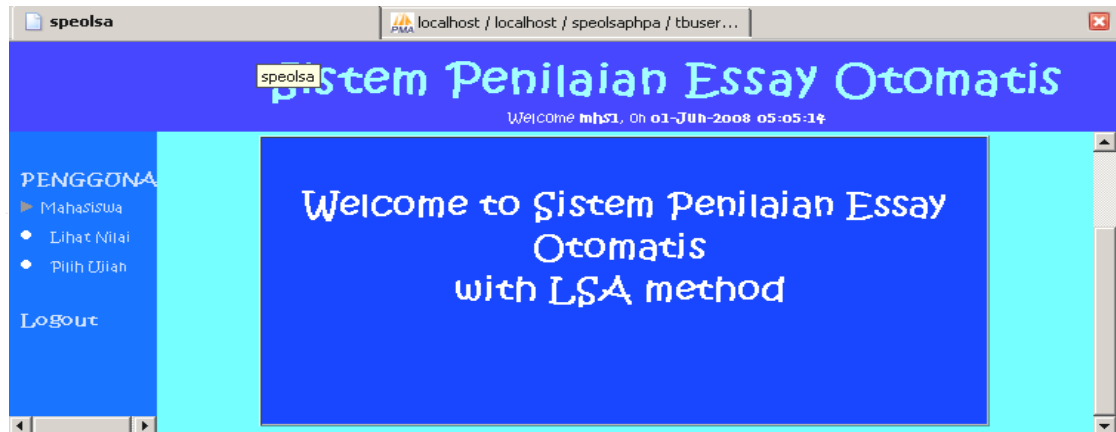 speolsa
PMA localhost / localhost / speolsaphpa / tbuser...
Sistem Penilaian Essay Otomatis
speolsa
Welcome mhs1, on 01-Jun-2008 05:05:14
PENGGUNA
Mahasiswa
Lihat Nilai
Pilih Ujian
Logout
Welcome to Sistem Penilaian Essay
Otomatis
with LSA method